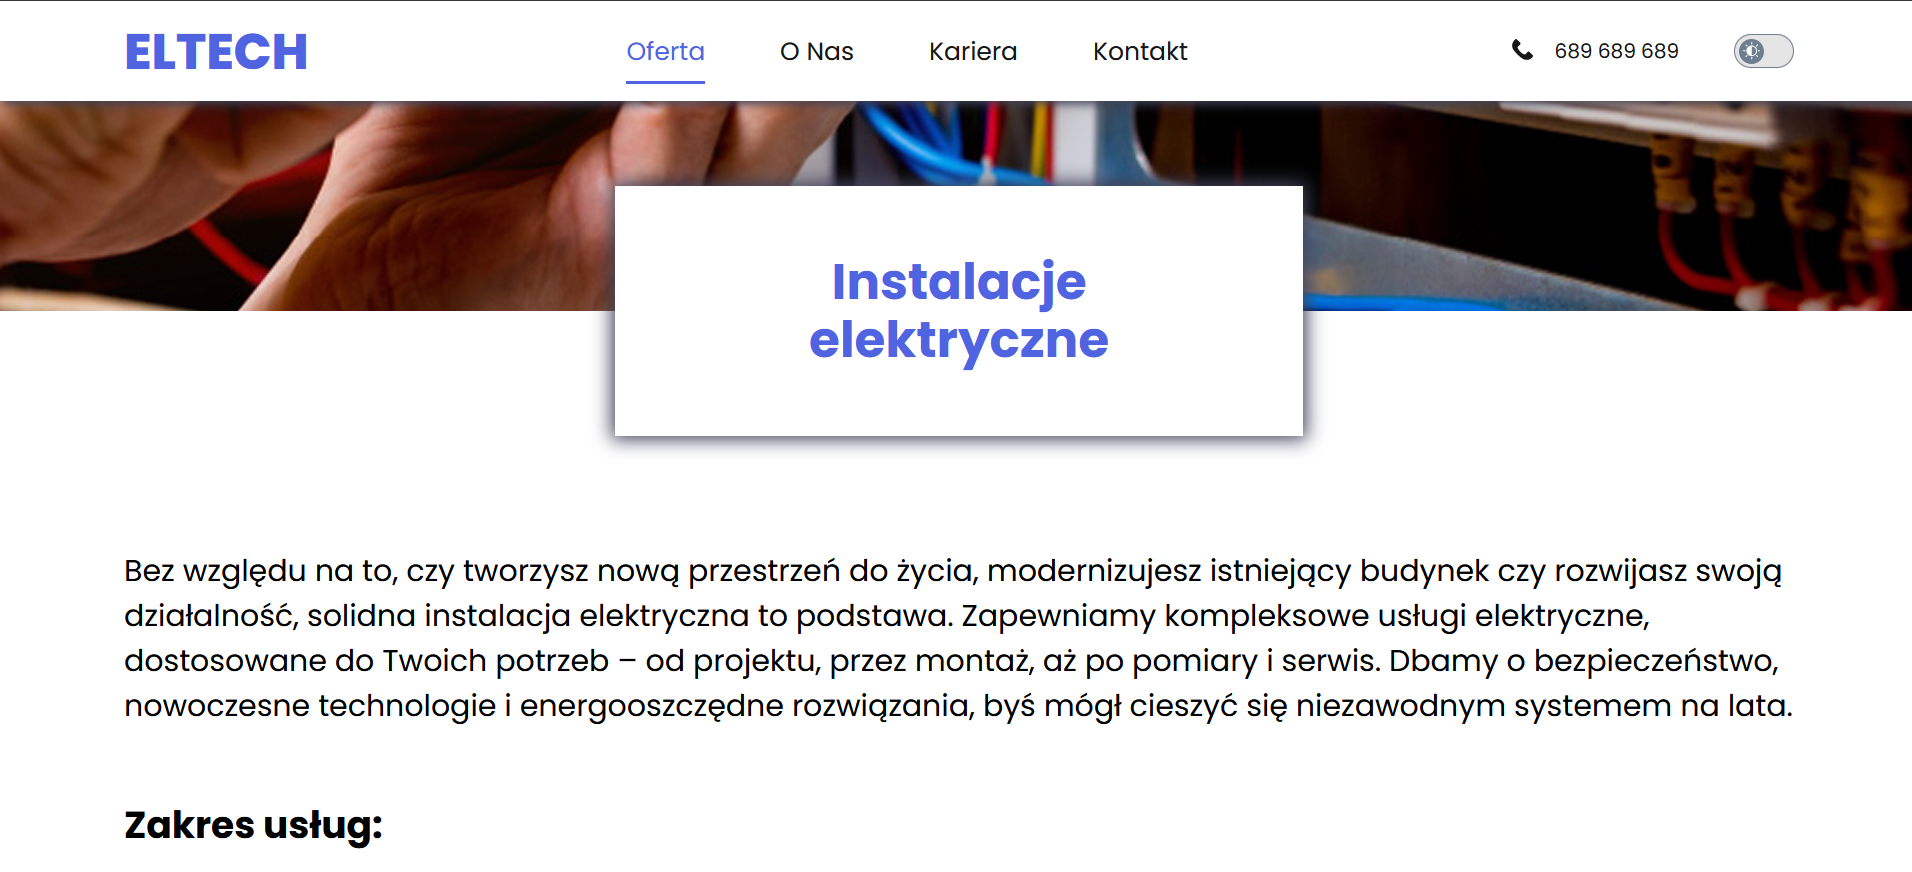 ELTECH
Oferta
O Nas
Kariera
Kontakt
689 689 689
Instalacje
elektryczne
Bez względu na to, czy tworzysz nową przestrzeń do życia, modernizujesz istniejący budynek czy rozwijasz swoją
działalność, solidna instalacja elektryczna to podstawa. Zapewniamy kompleksowe usługi elektryczne,
dostosowane do Twoich potrzeb – od projektu, przez montaż, aż po pomiary i serwis. Dbamy o bezpieczeństwo,
nowoczesne technologie i energooszczędne rozwiązania, byś mógł cieszyć się niezawodnym systemem na lata.
Zakres usług: